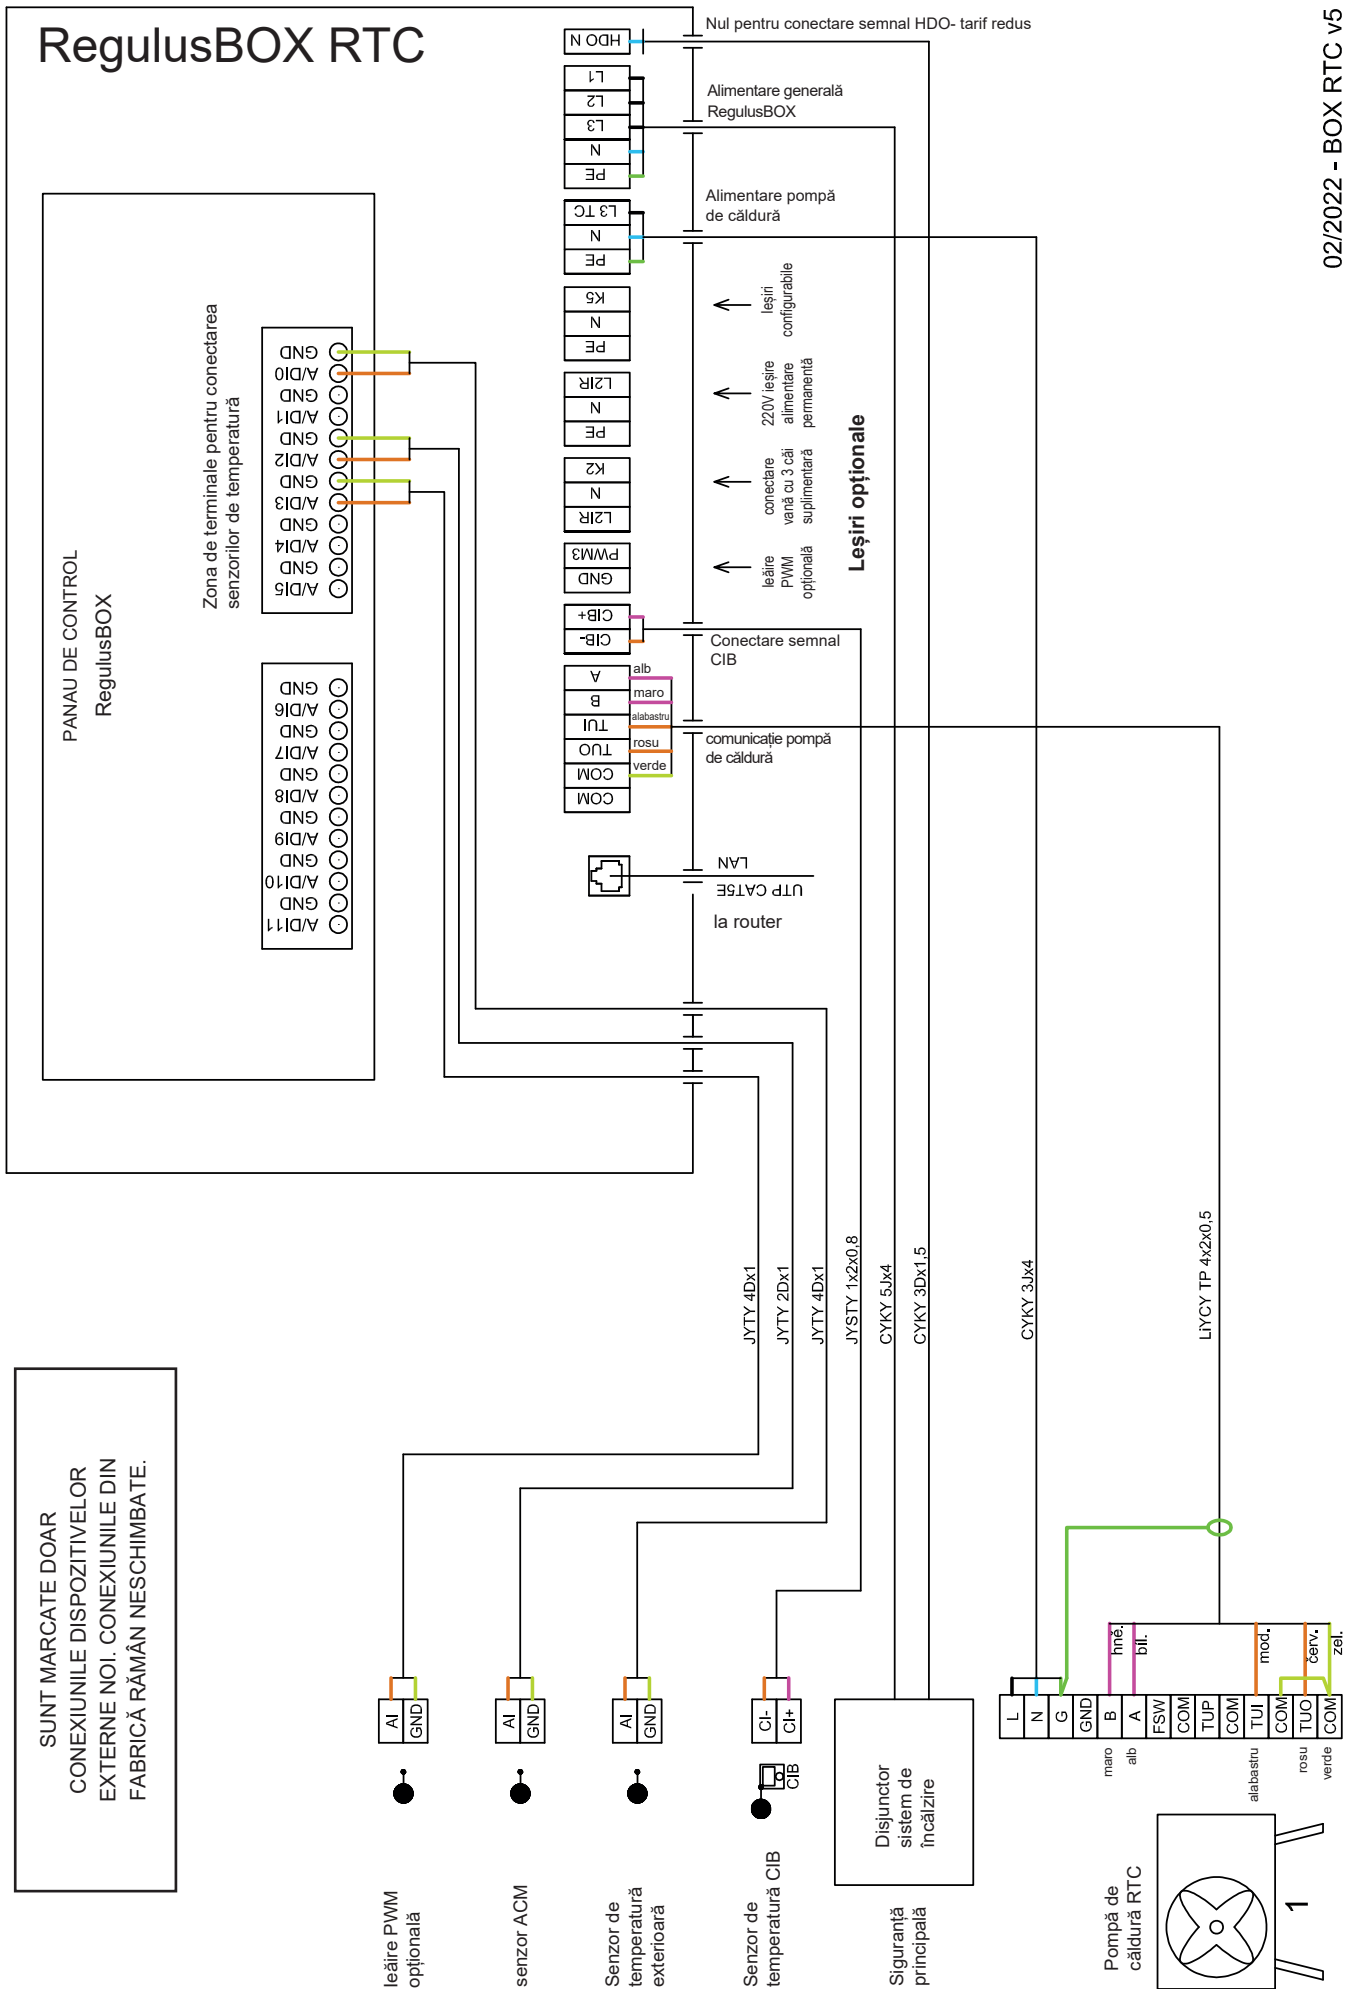 RegulusBOX RTC
02/2022 - BOX RTC v5
Nul pentru conectare semnal HDO- tarif redus
HDO N
L1
L2
L3
N
PE
Alimentare generală
RegulusBOX
L3 TC
N
PE
Alimentare pompă
de căldură
K5
N
PE
Ieșiri
configurabile
L2IR
N
PE
220V ieșire
alimentare
permanentă
K2
N
L2IR
conectare
vană cu 3 căi
suplimentară
PWM3
GND
Ieăire
PWM
opțională
Leșiri opționale
CIB+
CIB-
Conectare semnal
CIB
A
B
TUI
TUO
COM
COM
alb
maro
alabastru
rosu
verde
comunicație pompă
de căldură
LAN
UTP CAT5E
la router
PANAU DE CONTROL
RegulusBOX
Zona de terminale pentru conectarea
senzorilor de temperatură
GND
A/DI0
GND
A/DI1
GND
A/DI2
GND
A/DI3
GND
A/DI4
GND
A/DI5
GND
A/DI6
GND
A/DI7
GND
A/DI8
GND
A/DI9
GND
A/DI10
GND
A/DI11
JYTY 4Dx1
JYTY 2Dx1
JYTY 4Dx1
JYSTY 1x2x0,8
CYKY 5Jx4
CYKY 3Dx1,5
CYKY 3Jx4
LiYCY TP 4x2x0,5
SUNT MARCATE DOAR
CONEXIUNILE DISPOZITIVELOR
EXTERNE NOI. CONEXIUNILE DIN
FABRICĂ RĂMÂN NESCHIMBATE.
AI
GND
AI
GND
AI
GND
CI-
CI+
CIB
Disjunctor
sistem de
încălzire
hně.
bíl.
mod.
červ.
zel.
L
N
G
GND
B
A
FSW
COM
TUP
COM
TUI
COM
TUO
COM
maro
alb
alabastru
rosu
verde
Ieăire PWM
opțională
senzor ACM
Senzor de
temperatură
exterioară
Senzor de
temperatură CIB
Siguranță
principală
Pompă de
căldură RTC
1